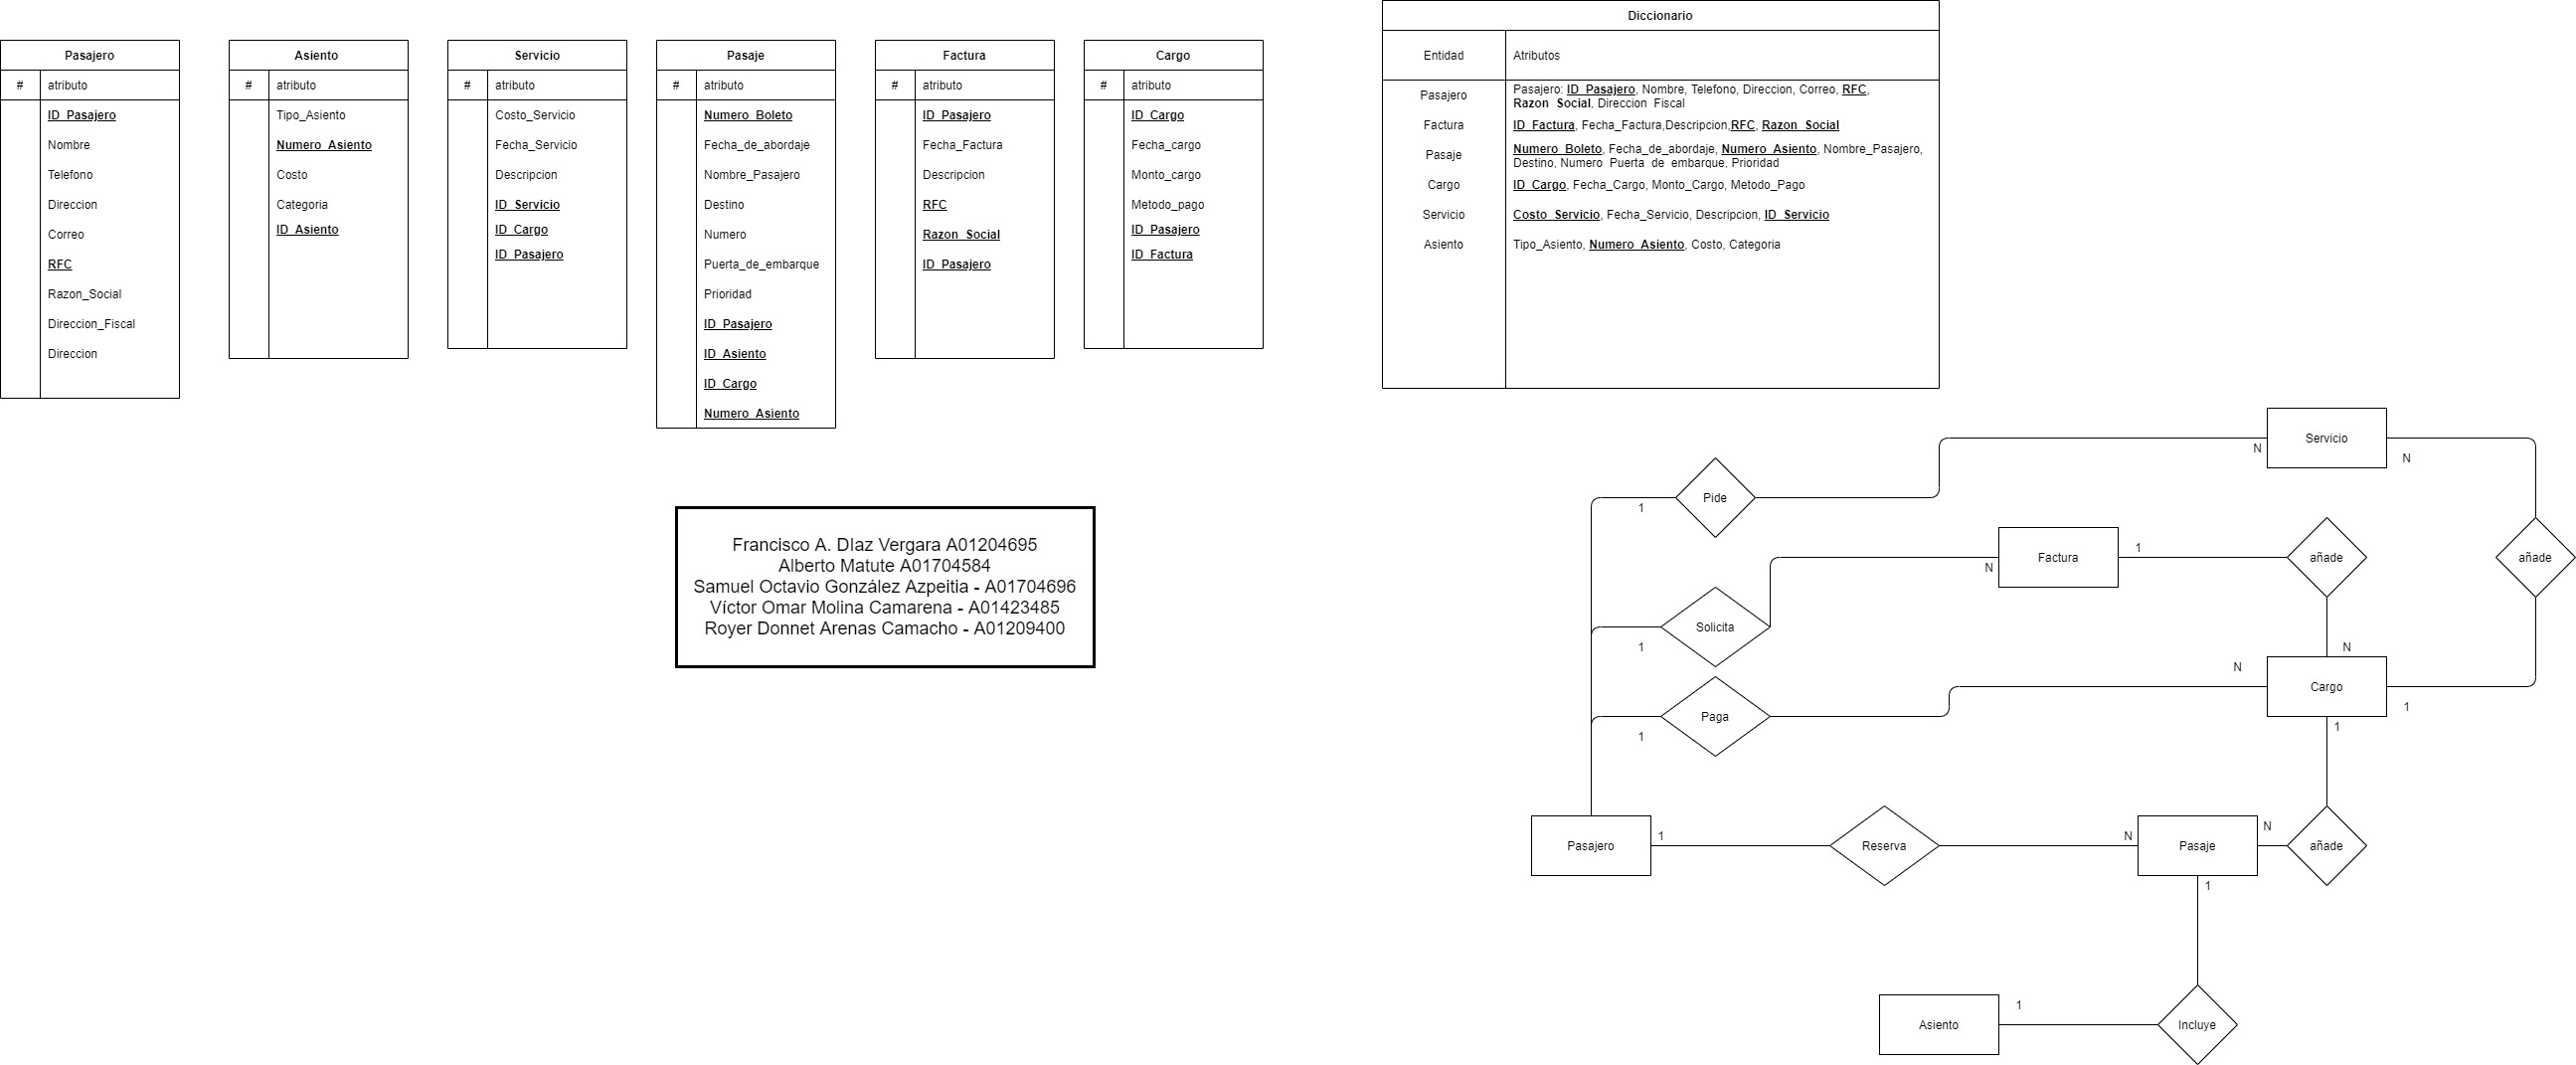 Pasajero
# atributo
ID_Pasajero
Nombre
Telefono
Direccion
Correo
RFC
Razon_Social
Direccion_Fiscal
Direccion
Asiento
# atributo
Tipo_Asiento
Numero_Asiento
Costo
Categoria
ID_Asiento
Servicio
# atributo
Costo_Servicio
Fecha_Servicio
Descripcion
ID_Servicio
ID_Cargo
ID_Pasajero
Pasaje
# atributo
Numero_Boleto
Fecha_de_abordaje
Nombre_Pasajero
Destino
Numero
Puerta_de_embarque
Prioridad
ID_Pasajero
ID_Asiento
ID_Cargo
Numero_Asiento
Factura
# atributo
ID_Pasajero
Fecha_Factura
Descripcion
RFC
Razon_Social
ID_Pasajero
Cargo
# atributo
ID_Cargo
Fecha_cargo
Monto_cargo
Metodo_pago
ID_Pasajero
ID_Factura
Diccionario
Entidad Atributos
Pasajero Pasajero: ID_Pasajero, Nombre, Telefono, Direccion, Correo, RFC,
Razon_Social, Direccion_Fiscal
Factura ID_Factura, Fecha_Factura,Descripcion,RFC, Razon_Social
Pasaje Numero_Boleto, Fecha_de_abordaje, Numero_Asiento, Nombre_Pasajero,
Destino, Numero_Puerta_de_embarque, Prioridad
Cargo ID_Cargo, Fecha_Cargo, Monto_Cargo, Metodo_Pago
Servicio Costo_Servicio, Fecha_Servicio, Descripcion, ID_Servicio
Asiento Tipo_Asiento, Numero_Asiento, Costo, Categoria
Francisco A. DIaz Vergara A01204695
Alberto Matute A01704584
Samuel Octavio González Azpeitia - A01704696
Víctor Omar Molina Camarena - A01423485
Royer Donnet Arenas Camacho - A01209400
Servicio
N
N
Pide
1
Factura
1
N
añade
añade
Solicita
1
N
N
Cargo
1
1
Paga
1
Pasajero
1
Reserva
N
Pasaje
N
añade
1
Asiento
1
Incluye